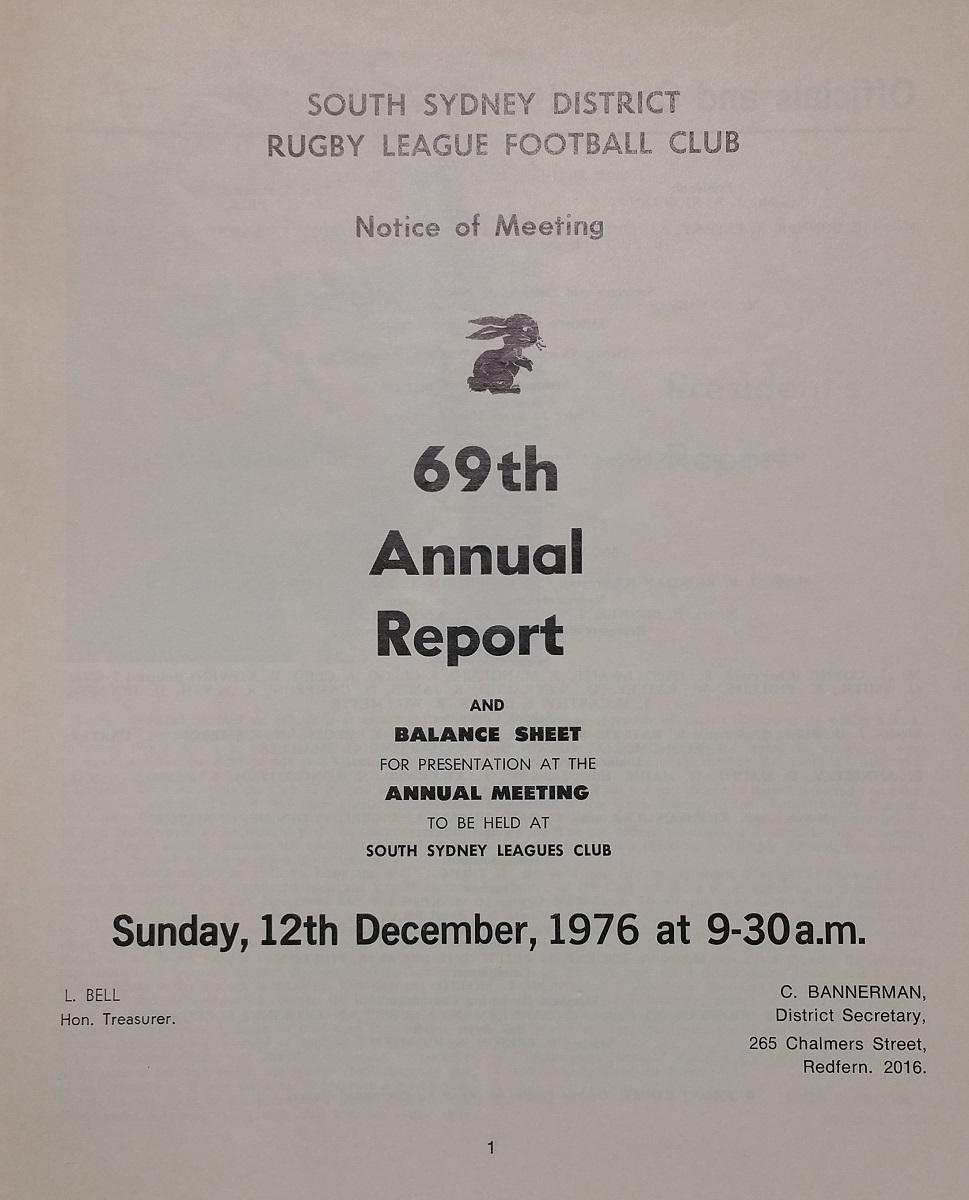 SOUTH SYDNEY DISTRICT
RUGBY LEAGUE FOOTBALL CLUB
Notice of Meeting
69th
Annual
Report
AND
BALANCE SHEET
FOR PRESENTATION AT THE
ANNUAL MEETING
TO BE HELD AT
SOUTH SYDNEY LEAGUES CLUB
Sunday, 12th December, 1976 at 9-30a.m.
L. BELL
Hon. Treasurer.
C. BANNERMAN,
District Secretary,
265 Chalmers Street,
Redfern. 2016.
1